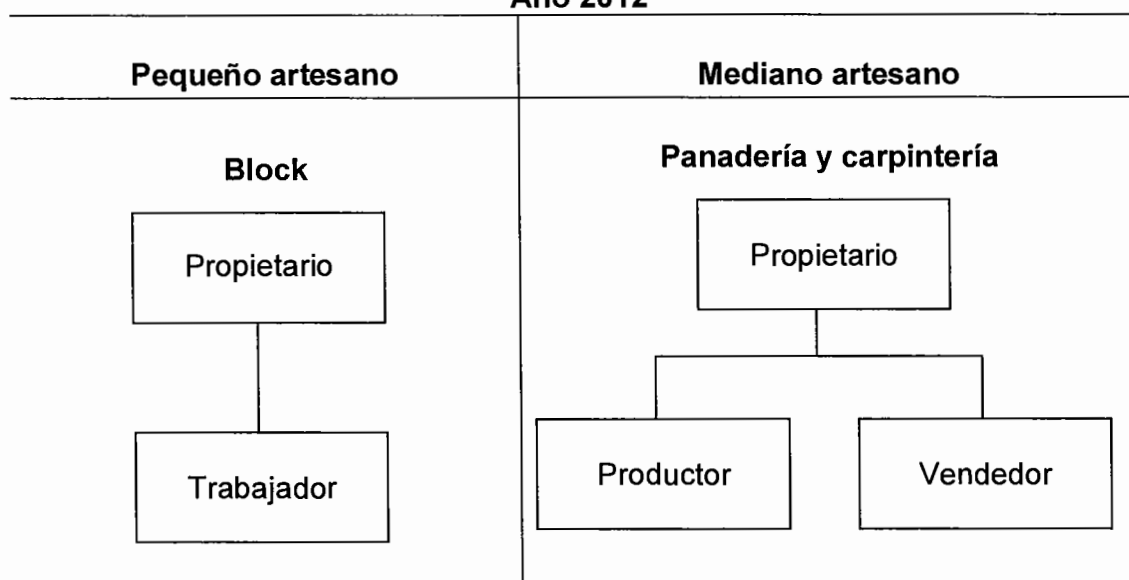 Año 2012
Pequeño artesano
Mediano artesano
Block
Panadería y carpintería
Propietario
Propietario
Trabajador
Productor
Vendedor